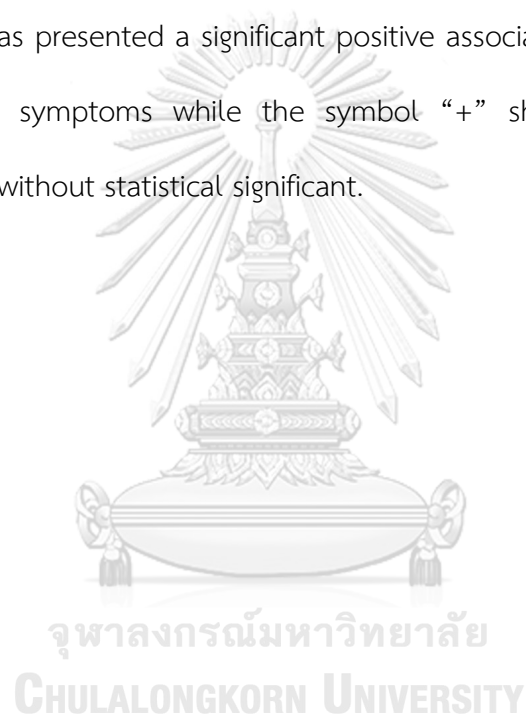 as presented a significant positive associa
symptoms while the symbol “+” sh
without statistical significant.
จุฬาลงกรณ์มหาวิทยาลัย
CHULALONGKORN UNIVERSITY